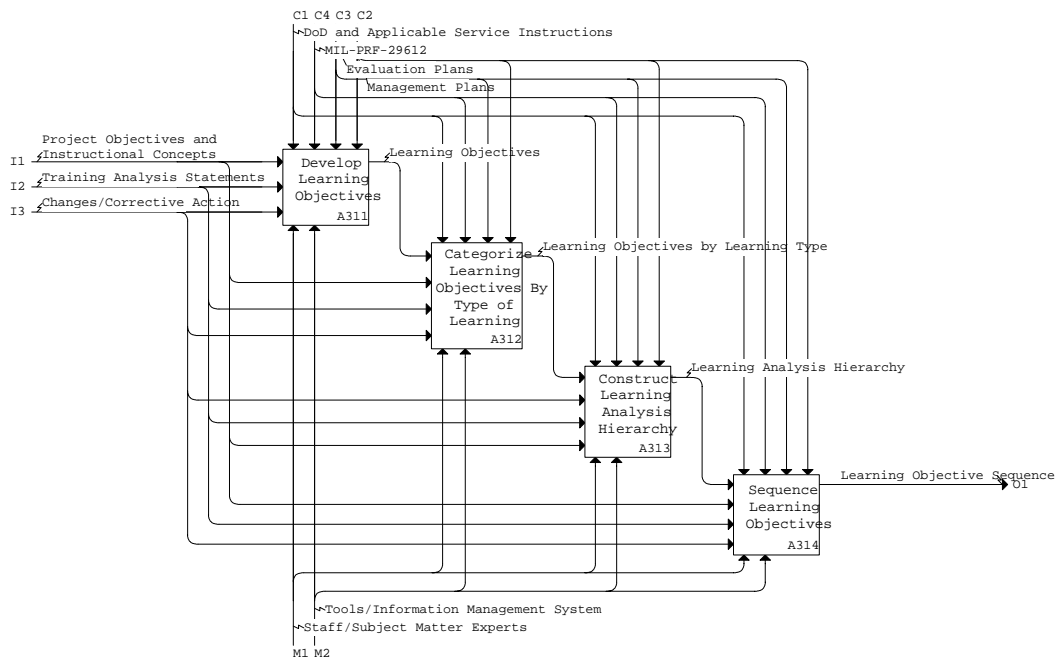 C1 C4 C3 C2
DoD and Applicable Service Instructions
MIL-PRF-29612
Evaluation Plans
Management Plans
Project Objectives and
I1 Instructional Concepts
I2 Training Analysis Statements
I3 Changes/Corrective Action
Develop
Learning
Objectives
A311
Learning Objectives
Categorize
Learning
Objectives By
Type of
Learning
A312
Learning Objectives by Learning Type
Construct
Learning
Analysis
Hierarchy
A313
Learning Analysis Hierarchy
Sequence
Learning
Objectives
A314
Learning Objective Sequence
O1
Tools/Information Management System
Staff/Subject Matter Experts
M1 M2